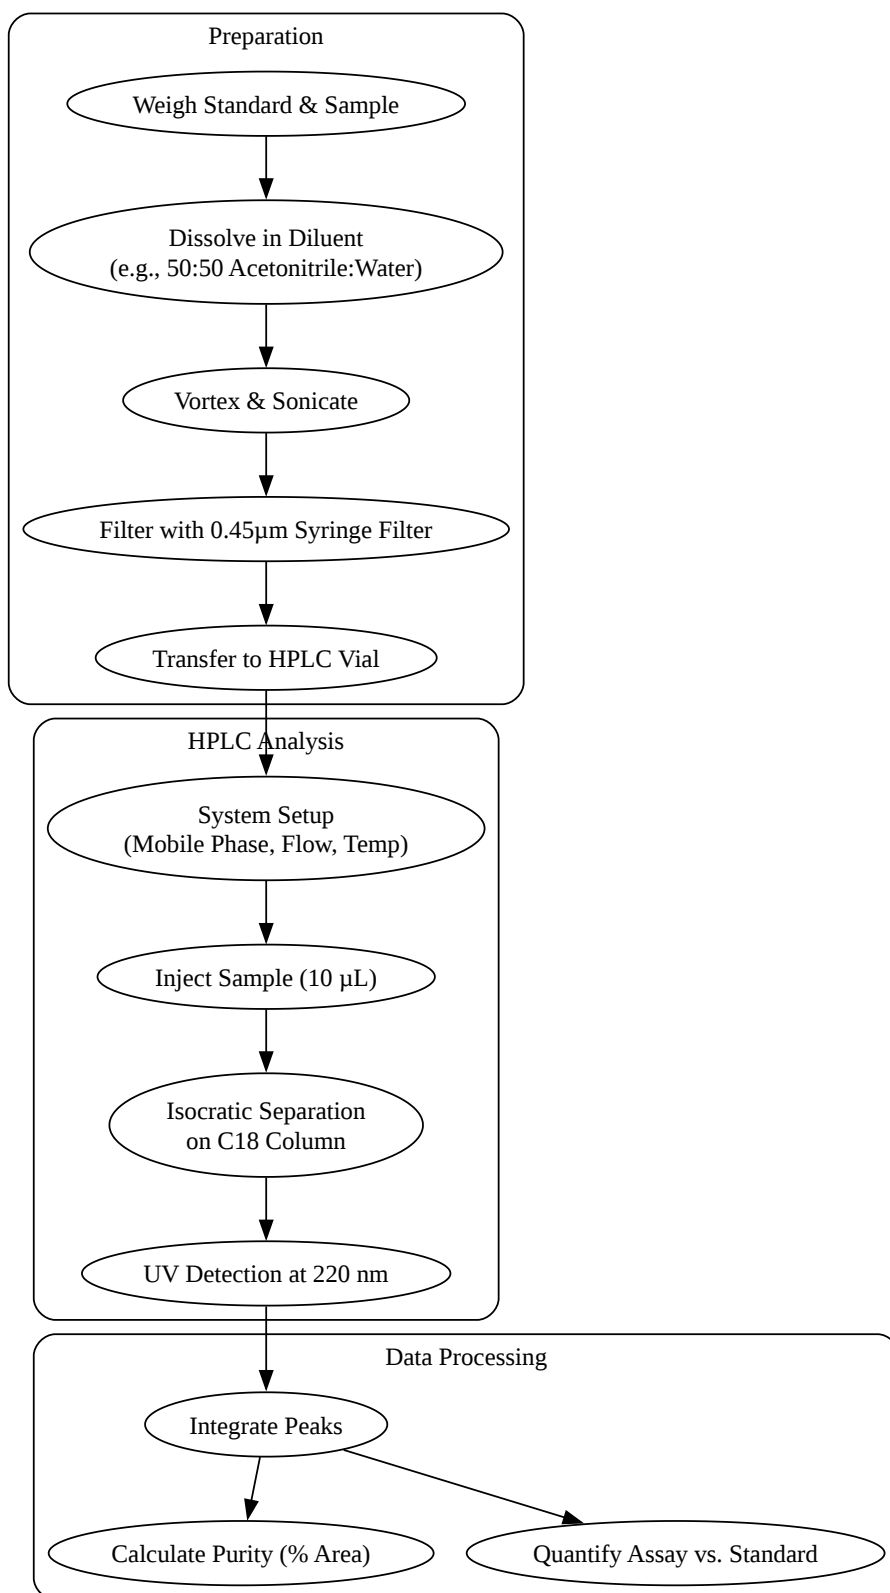 Preparation
Weigh Standard & Sample
Dissolve in Diluent
(e.g., 50:50 Acetonitrile:Water)
Vortex & Sonicate
Filter with 0.45µm Syringe Filter
Transfer to HPLC Vial
HPLC Analysis
System Setup
(Mobile Phase, Flow, Temp)
Inject Sample (10 µL)
Isocratic Separation
on C18 Column
UV Detection at 220 nm
Data Processing
Integrate Peaks
Calculate Purity (% Area)
Quantify Assay vs. Standard